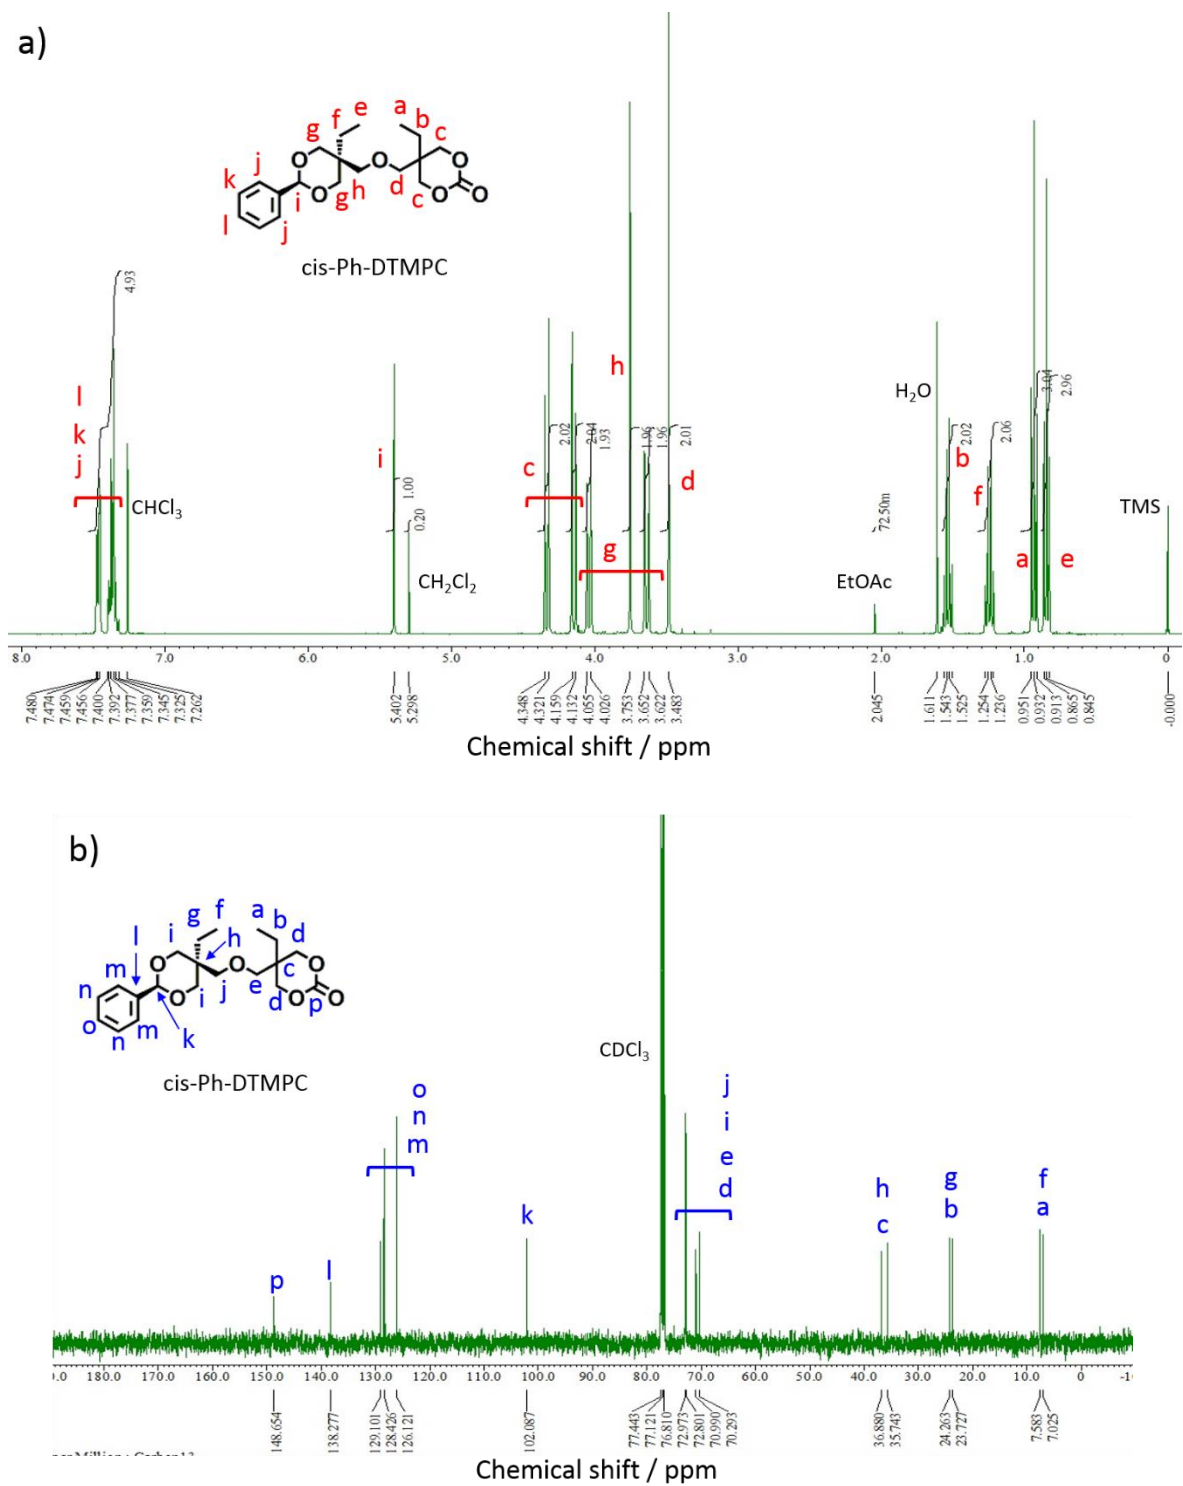 a)
e
a
f
b
g
c
O
O
O
j
k
O
O
O
i
g
h
d
c
l
j
cis-Ph-DTMPC
4.93
l
k
j
CHCl3
i
1.00
0.20
CH2Cl2
c
2.02
2.04
1.93
g
h
1.96
1.96
2.01
d
72.50m
EtOAc
H2O
2.02
b
2.06
f
3.04
2.96
a
e
TMS
8.0 7.0 6.0 5.0 4.0 3.0 2.0 1.0 0
7.480 7.474 7.459 7.456 7.400 7.392 7.377 7.359 7.345 7.325 7.262 5.402 5.298 4.348 4.321 4.159 4.132 4.055 4.026 3.753 3.652 3.622 3.483 2.045 1.611 1.543 1.525 1.254 1.236 0.951 0.932 0.913 0.865 0.845 -0.000
Chemical shift / ppm
b)
f
a
g
b
l
i
h
d
O
O
O
m
c
n
O
O
O
i
j
e
d
p
o
m
n
k
cis-Ph-DTMPC
CDCl3
o
n
m
j
i
e
d
p
l
k
h
c
g
b
f
a
180.0 170.0 160.0 150.0 140.0 130.0 120.0 110.0 100.0 90.0 80.0 70.0 60.0 50.0 40.0 30.0 20.0 10.0 0 -10
148.654 138.277 129.101 128.426 126.121 102.087 77.443 77.121 76.810 72.973 72.801 70.990 70.293 36.880 35.743 24.263 23.727 7.583 7.025
Chemical shift / ppm